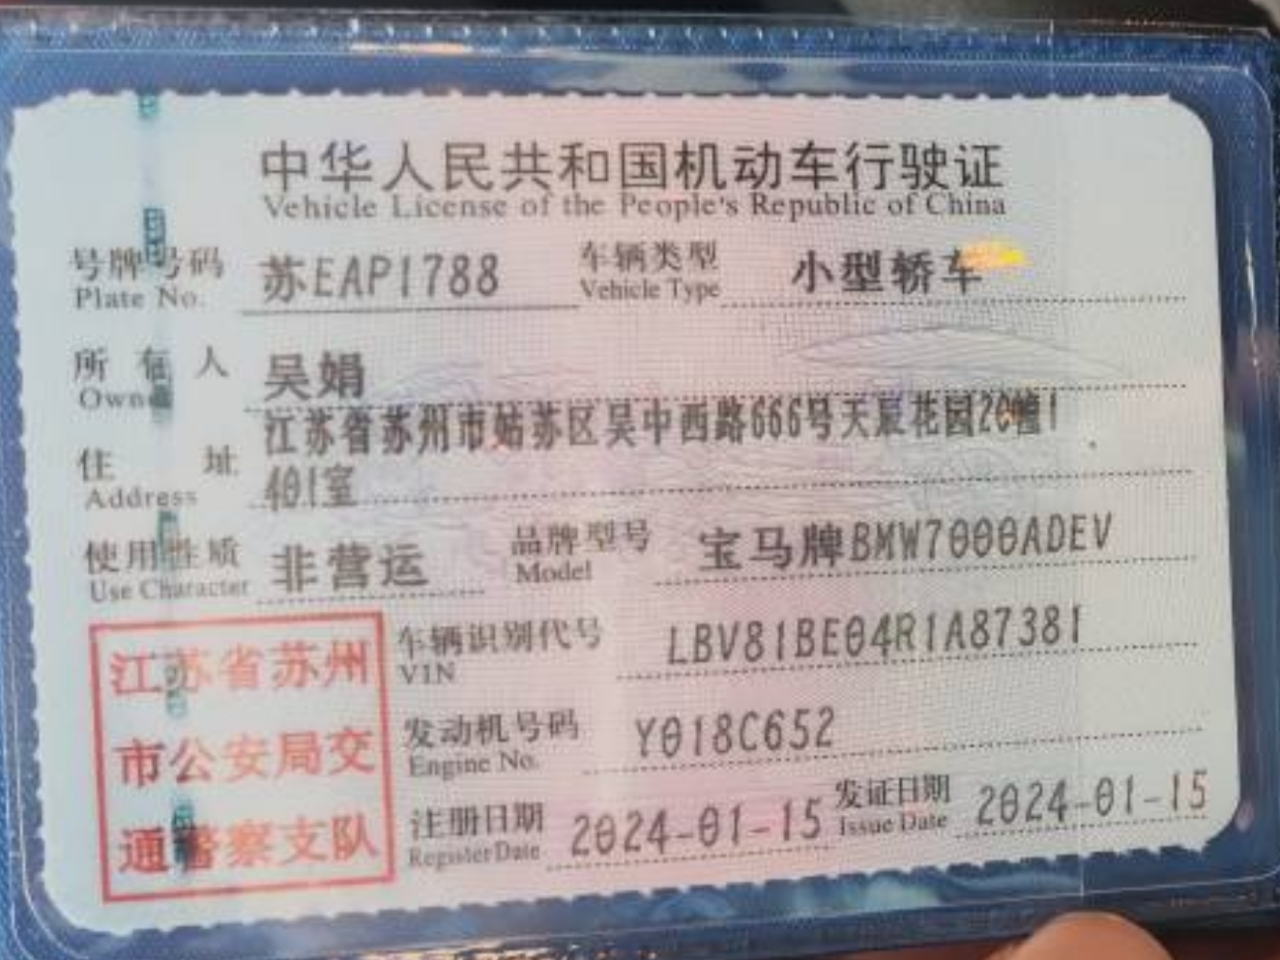 中华人民共和国机动车行驶证
Vehicle License of the People's Republic of China
号牌号码 苏EAP1788 车辆类型 小型轿车
Plate No. Vehicle Type
所有人 吴娟
Owner
江苏省苏州市姑苏区吴中西路666号天辰花园20幢1
住址 401室
Address
使用性质 非营运 品牌型号 宝马牌BMW7000ADEV
Use Character Model
江苏省苏州
市公安局交
通警察支队
车辆识别代号 LBV81BE04R1A87381
VIN
发动机号码 Y018C652
Engine No.
注册日期 2024-01-15 发证日期 2024-01-15
Register Date Issue Date